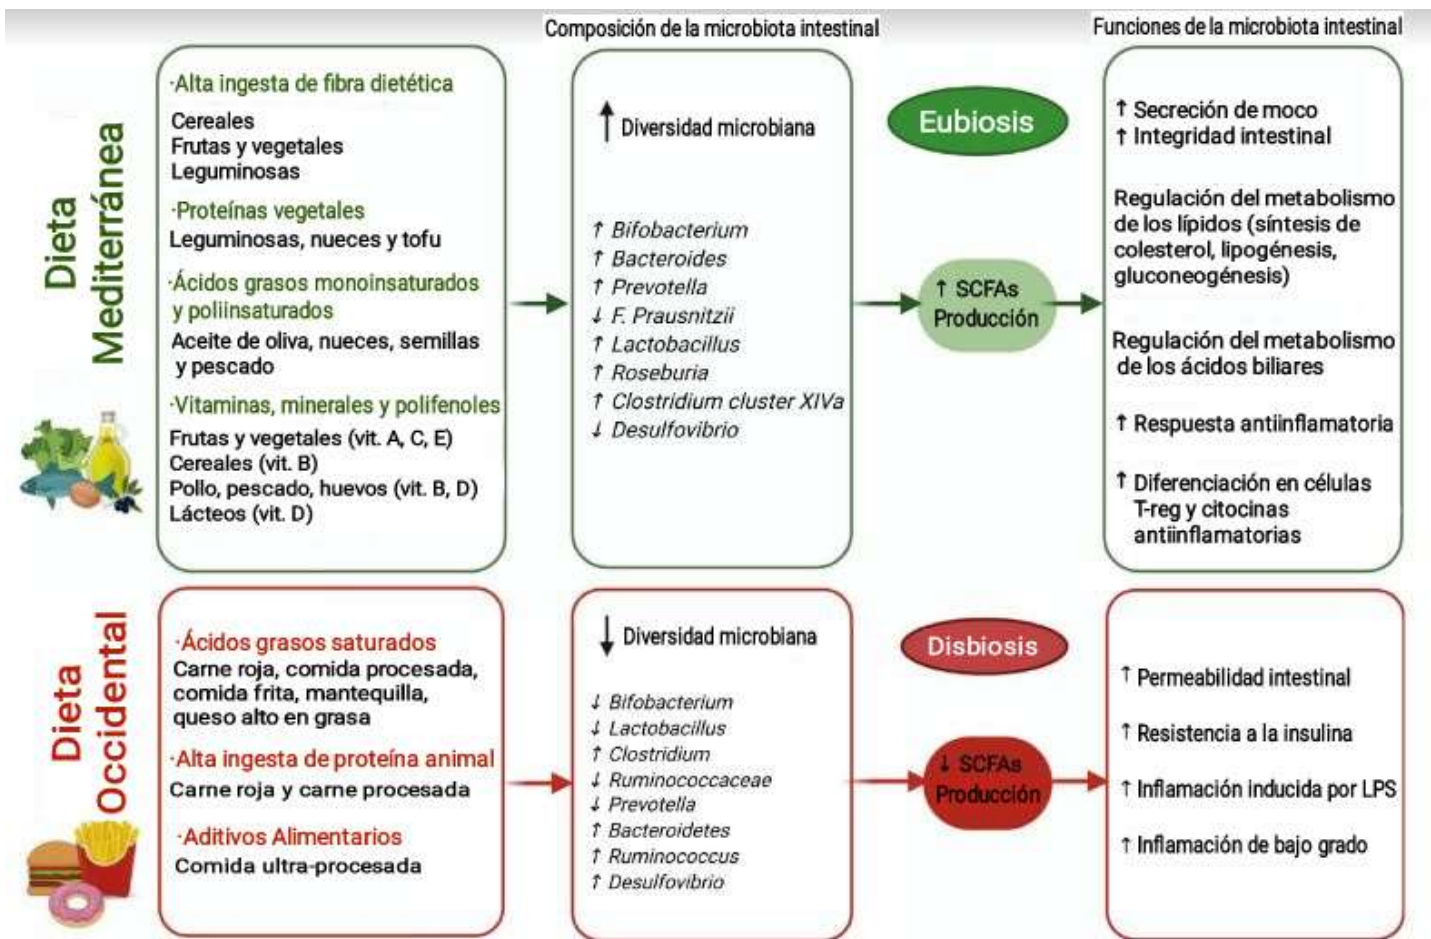 Composición de la microbiota intestinal
Funciones de la microbiota intestinal
Dieta
Mediterránea
·Alta ingesta de fibra dietética
Cereales
Frutas y vegetales
Leguminosas
·Proteínas vegetales
Leguminosas, nueces y tofu
·Ácidos grasos monoinsaturados
y poliinsaturados
Aceite de oliva, nueces, semillas
y pescado
·Vitaminas, minerales y polifenoles
Frutas y vegetales (vit. A, C, E)
Cereales (vit. B)
Pollo, pescado, huevos (vit. B, D)
Lácteos (vit. D)
↑ Diversidad microbiana
↑ Bifobacterium
↑ Bacteroides
↑ Prevotella
↓ F. Prausnitzii
↑ Lactobacillus
↑ Roseburia
↑ Clostridium cluster XIVa
↓ Desulfovibrio
Eubiosis
↑ SCFAs
Producción
↑ Secreción de moco
↑ Integridad intestinal
Regulación del metabolismo
de los lípidos (síntesis de
colesterol, lipogénesis,
gluconeogénesis)
Regulación del metabolismo
de los ácidos biliares
↑ Respuesta antiinflamatoria
↑ Diferenciación en células
T-reg y citocinas
antiinflamatorias
Dieta
Occidental
·Ácidos grasos saturados
Carne roja, comida procesada,
comida frita, mantequilla,
queso alto en grasa
·Alta ingesta de proteína animal
Carne roja y carne procesada
·Aditivos Alimentarios
Comida ultra-procesada
↓ Diversidad microbiana
↓ Bifobacterium
↓ Lactobacillus
↑ Clostridium
↓ Ruminococcaceae
↓ Prevotella
↑ Bacteroidetes
↑ Ruminococcus
↑ Desulfovibrio
Disbiosis
↓ SCFAs
Producción
↑ Permeabilidad intestinal
↑ Resistencia a la insulina
↑ Inflamación inducida por LPS
↑ Inflamación de bajo grado